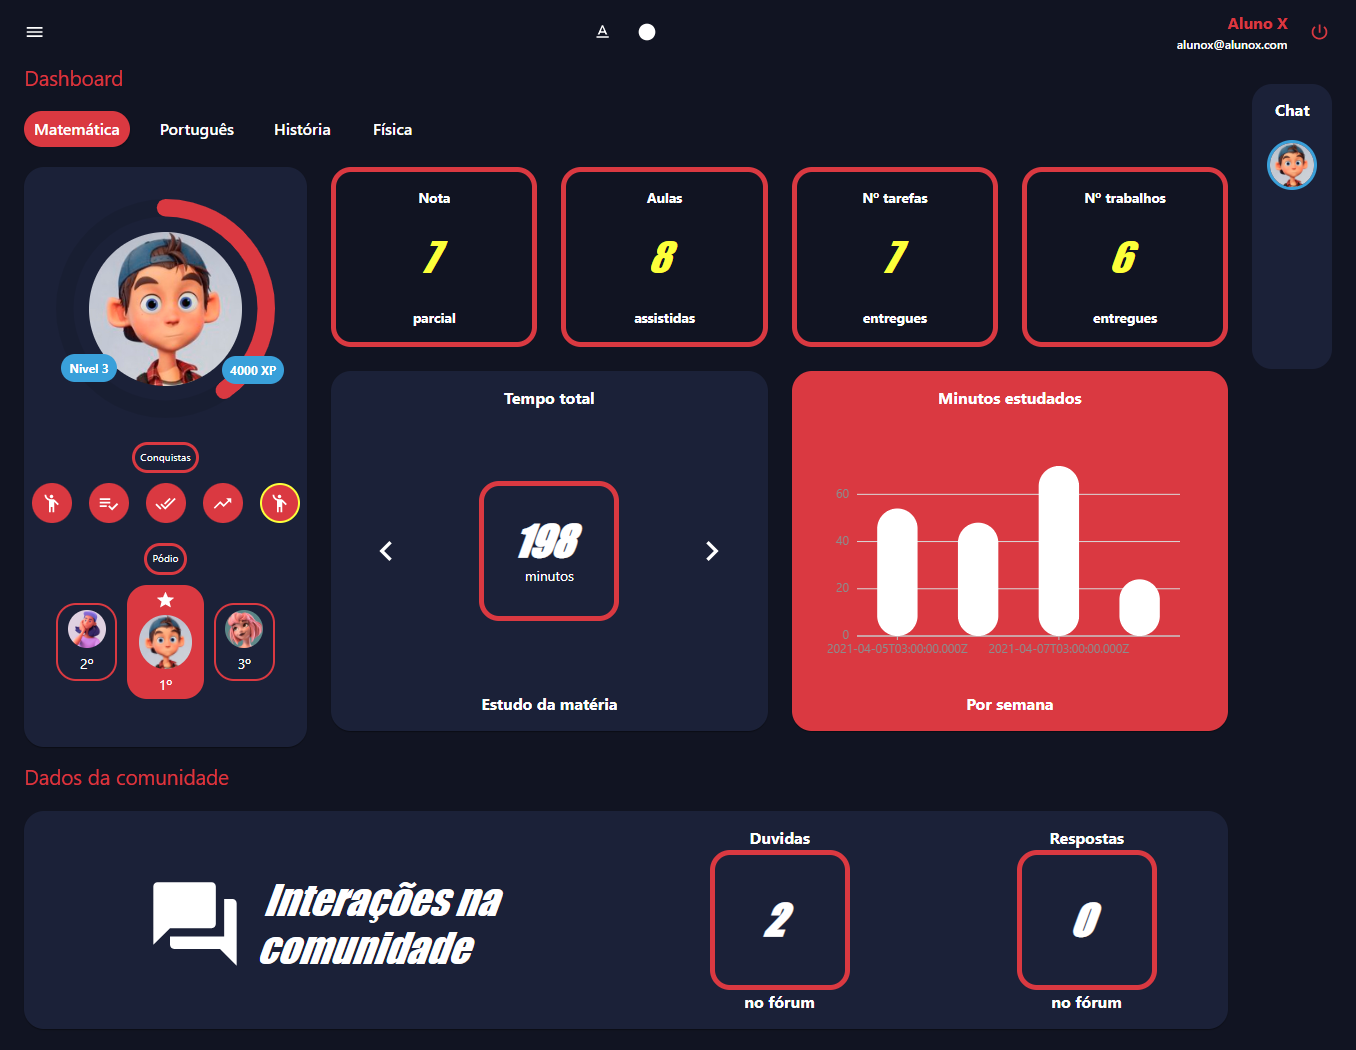 A
Aluno X
alunox@alunox.com
Dashboard
Matemática
Português
História
Física
Chat
Nível 3
4000 XP
Conquistas
Pódio
2º
1º
3º
Nota
7
parcial
Aulas
8
assistidas
Nº tarefas
7
entregues
Nº trabalhos
6
entregues
Tempo total
198
minutos
Estudo da matéria
Minutos estudados
60
40
20
0
2021-04-05T03:00:00.000Z
2021-04-07T03:00:00.000Z
Por semana
Dados da comunidade
Interações na
comunidade
Duvidas
2
no fórum
Respostas
0
no fórum